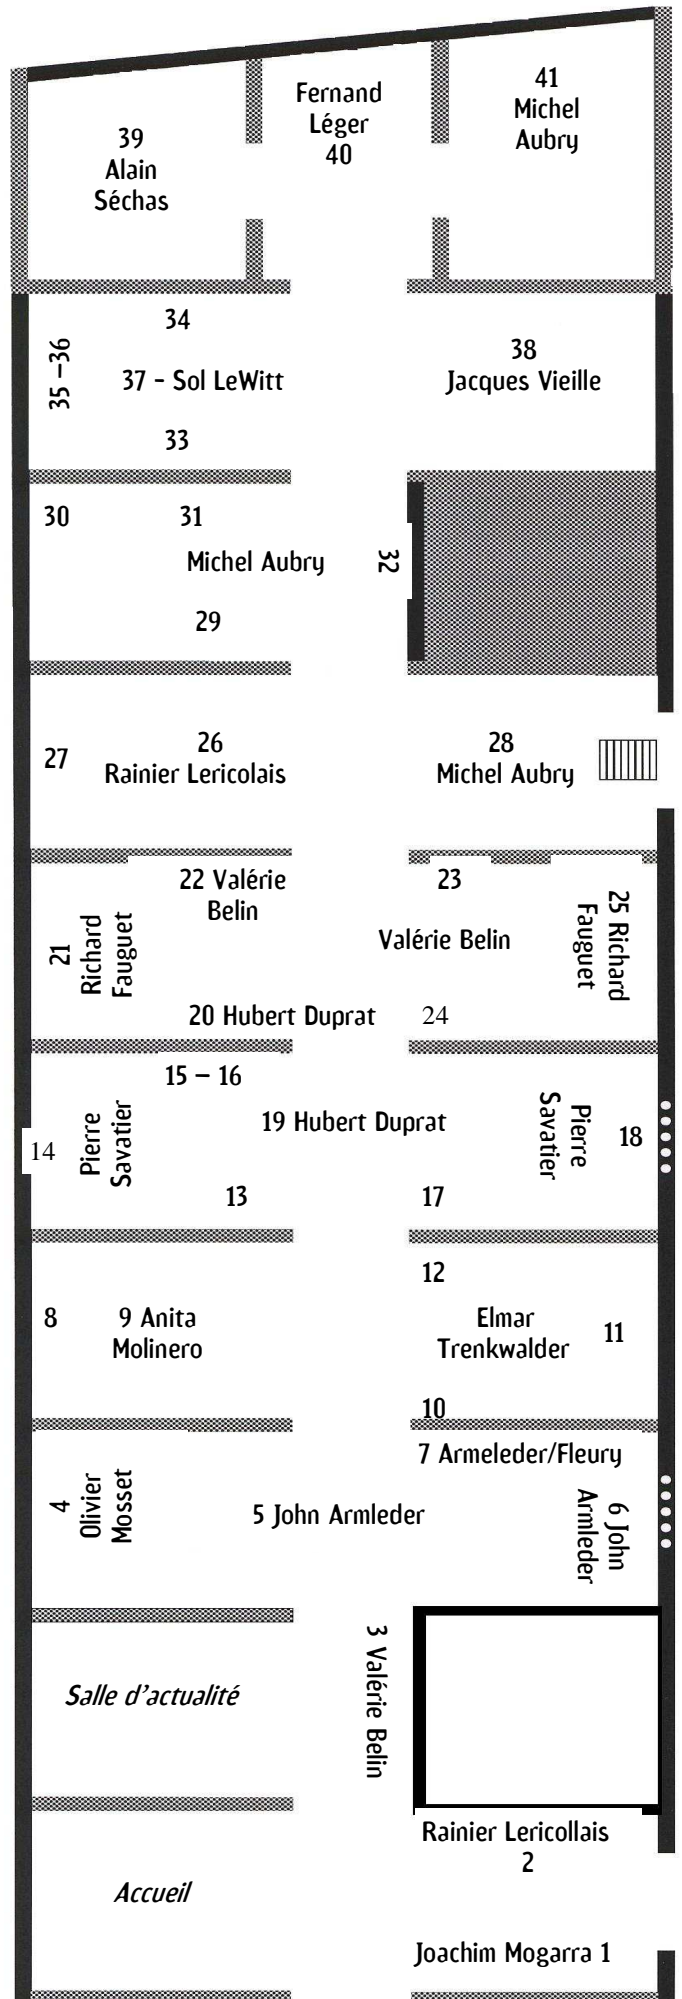 41
Michel
Aubry
Fernand
Léger
40
39
Alain
Séchas
34
35 –36
37 - Sol LeWitt
33
38
Jacques Vieille
30
31
Michel Aubry
32
29
27
26
Rainier Lericolais
28
Michel Aubry
22 Valérie
Belin
23
21
Richard
Fauguet
Valérie Belin
25 Richard
Fauguet
20 Hubert Duprat
24
15 – 16
19 Hubert Duprat
14
Pierre
Savatier
Pierre
Savatier
18
13
17
12
8
9 Anita
Molinero
Elmar
Trenkwalder
11
10
7 Armeleder/Fleury
4
Olivier
Mosset
5 John Armleder
6 John
Armleder
3 Valérie Belin
Salle d'actualité
Rainier Lericollais
2
Accueil
Joachim Mogarra 1